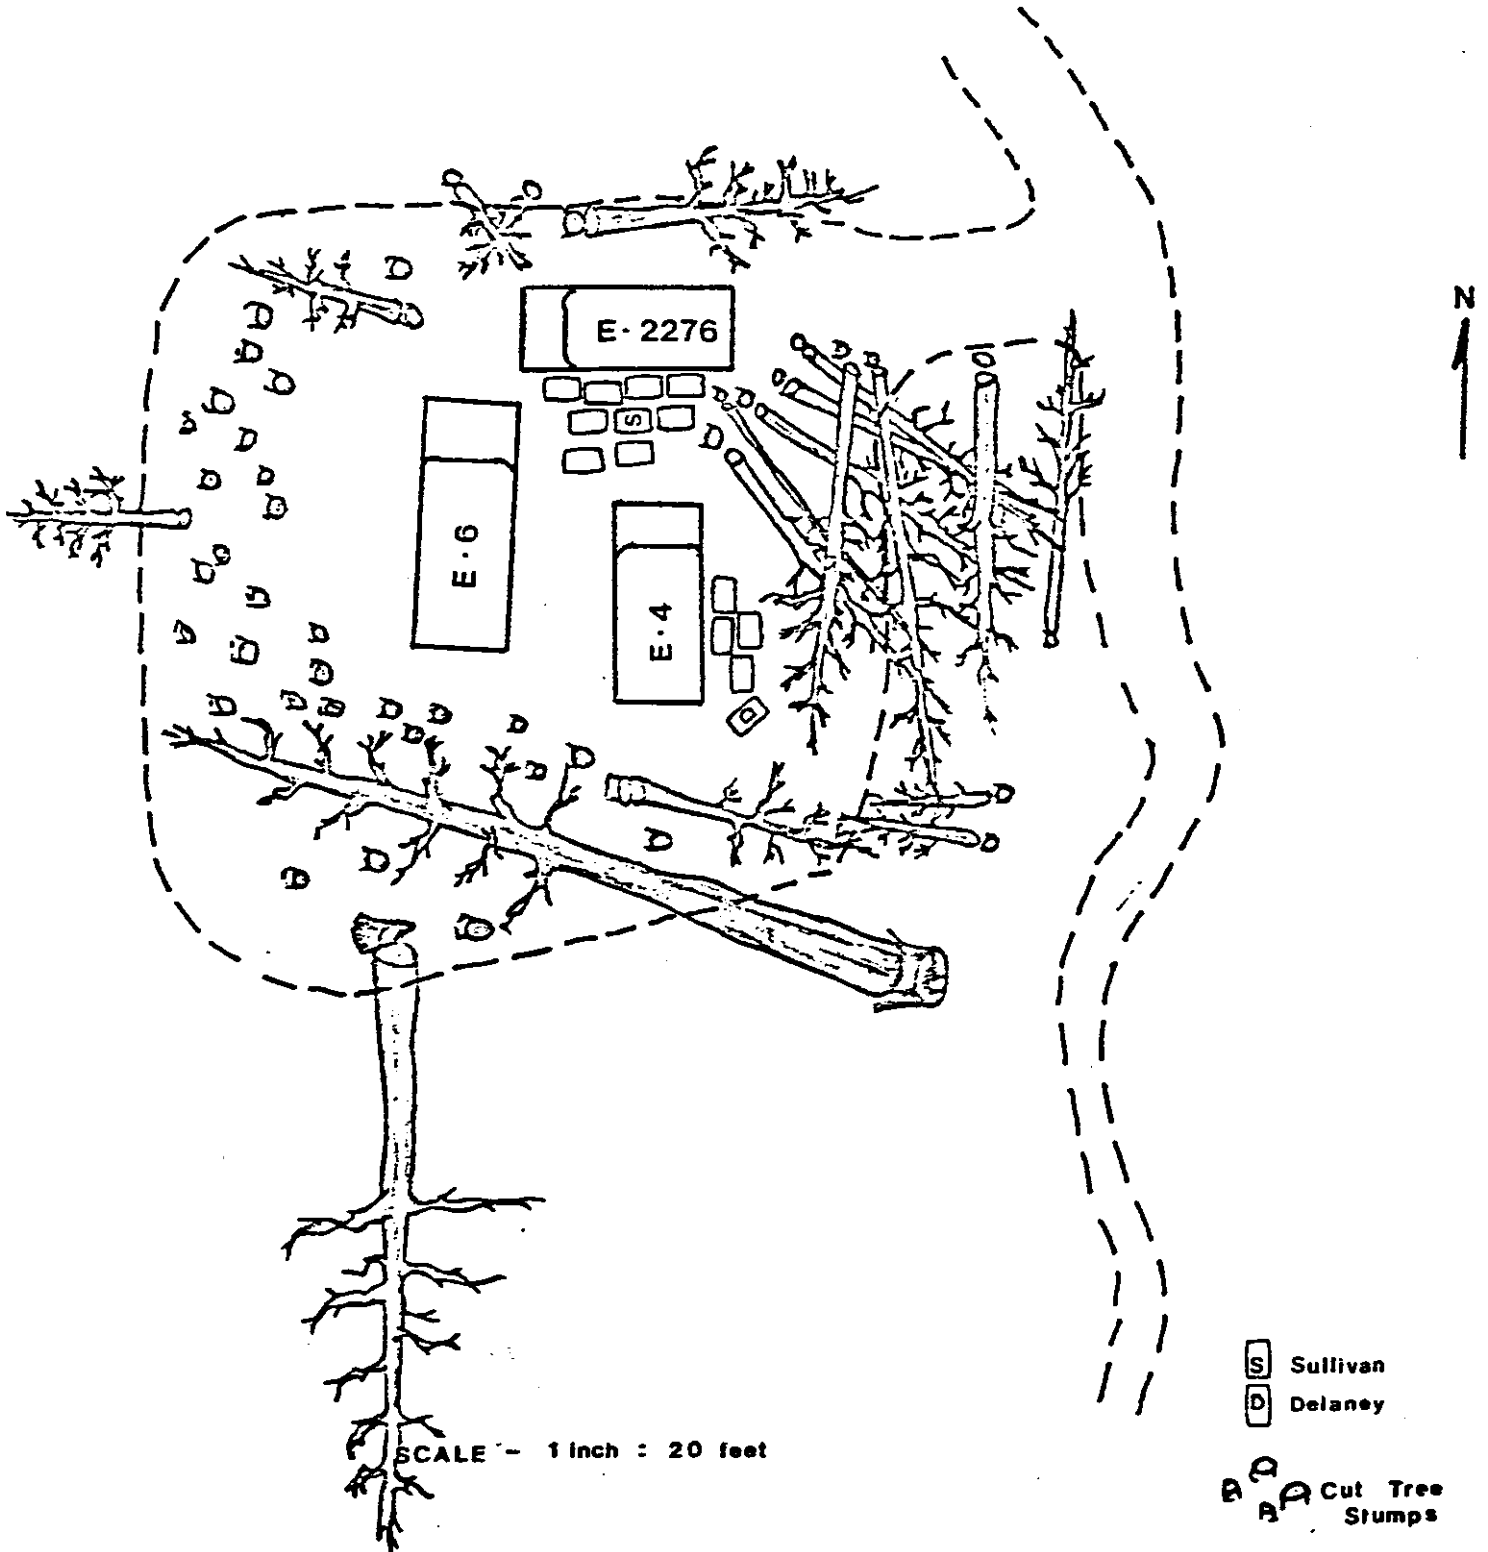 N
E-2276
S
E-6
E-4
D
S Sullivan
D Delaney
SCALE - 1 inch : 20 feet
Cut Tree
Stumps